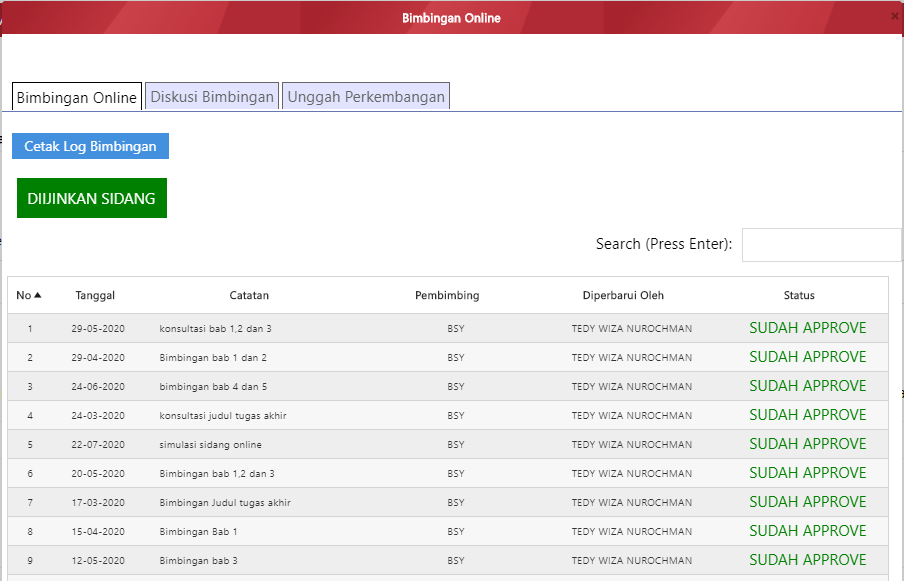 Bimbingan Online
Bimbingan Online Diskusi Bimbingan Unggah Perkembangan
Cetak Log Bimbingan
DIIJINKAN SIDANG
Search (Press Enter):
No Tanggal Catatan Pembimbing Diperbarui Oleh Status
1 29-05-2020 konsultasi bab 1,2 dan 3 BSY TEDY WIZA NUROCHMAN SUDAH APPROVE
2 29-04-2020 Bimbingan bab 1 dan 2 BSY TEDY WIZA NUROCHMAN SUDAH APPROVE
3 24-06-2020 bimbingan bab 4 dan 5 BSY TEDY WIZA NUROCHMAN SUDAH APPROVE
4 24-03-2020 konsultasi judul tugas akhir BSY TEDY WIZA NUROCHMAN SUDAH APPROVE
5 22-07-2020 simulasi sidang online BSY TEDY WIZA NUROCHMAN SUDAH APPROVE
6 20-05-2020 Bimbingan bab 1,2 dan 3 BSY TEDY WIZA NUROCHMAN SUDAH APPROVE
7 17-03-2020 Bimbingan Judul tugas akhir BSY TEDY WIZA NUROCHMAN SUDAH APPROVE
8 15-04-2020 Bimbingan Bab 1 BSY TEDY WIZA NUROCHMAN SUDAH APPROVE
9 12-05-2020 Bimbingan bab 3 BSY TEDY WIZA NUROCHMAN SUDAH APPROVE